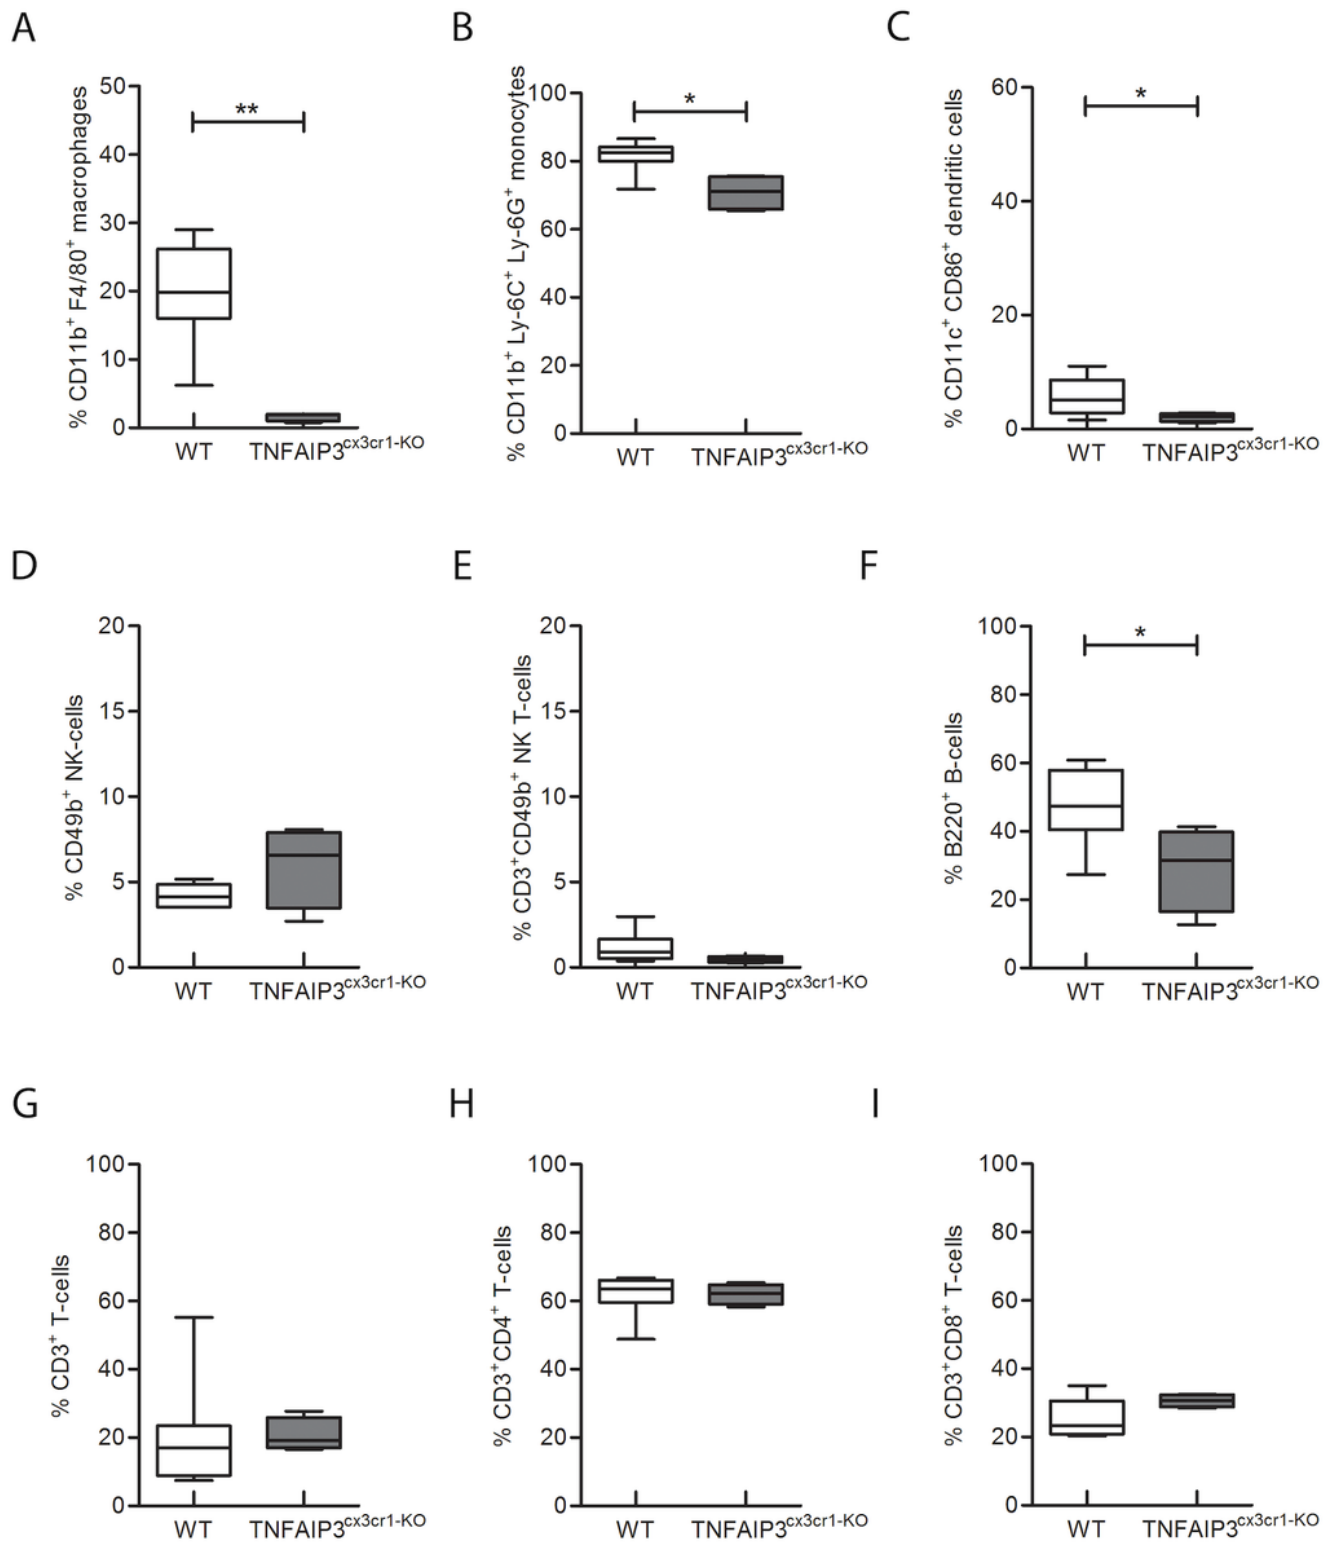 A
% CD11b⁺ F4/80⁺ macrophages
50
40
30
20
10
0
**
WT
TNFAIP3ᶜˣ³ᶜʳ¹⁻ᴷᴼ
B
% CD11b⁺ Ly-6C⁺ Ly-6G⁺ monocytes
100
80
60
40
20
0
*
WT
TNFAIP3ᶜˣ³ᶜʳ¹⁻ᴷᴼ
C
% CD11c⁺ CD86⁺ dendritic cells
60
40
20
0
*
WT
TNFAIP3ᶜˣ³ᶜʳ¹⁻ᴷᴼ
D
% CD49b⁺ NK-cells
20
15
10
5
0
WT
TNFAIP3ᶜˣ³ᶜʳ¹⁻ᴷᴼ
E
% CD3⁺CD49b⁺ NK T-cells
20
15
10
5
0
WT
TNFAIP3ᶜˣ³ᶜʳ¹⁻ᴷᴼ
F
% B220⁺ B-cells
100
80
60
40
20
0
*
WT
TNFAIP3ᶜˣ³ᶜʳ¹⁻ᴷᴼ
G
% CD3⁺ T-cells
100
80
60
40
20
0
WT
TNFAIP3ᶜˣ³ᶜʳ¹⁻ᴷᴼ
H
% CD3⁺CD4⁺ T-cells
100
80
60
40
20
0
WT
TNFAIP3ᶜˣ³ᶜʳ¹⁻ᴷᴼ
I
% CD3⁺CD8⁺ T-cells
100
80
60
40
20
0
WT
TNFAIP3ᶜˣ³ᶜʳ¹⁻ᴷᴼ